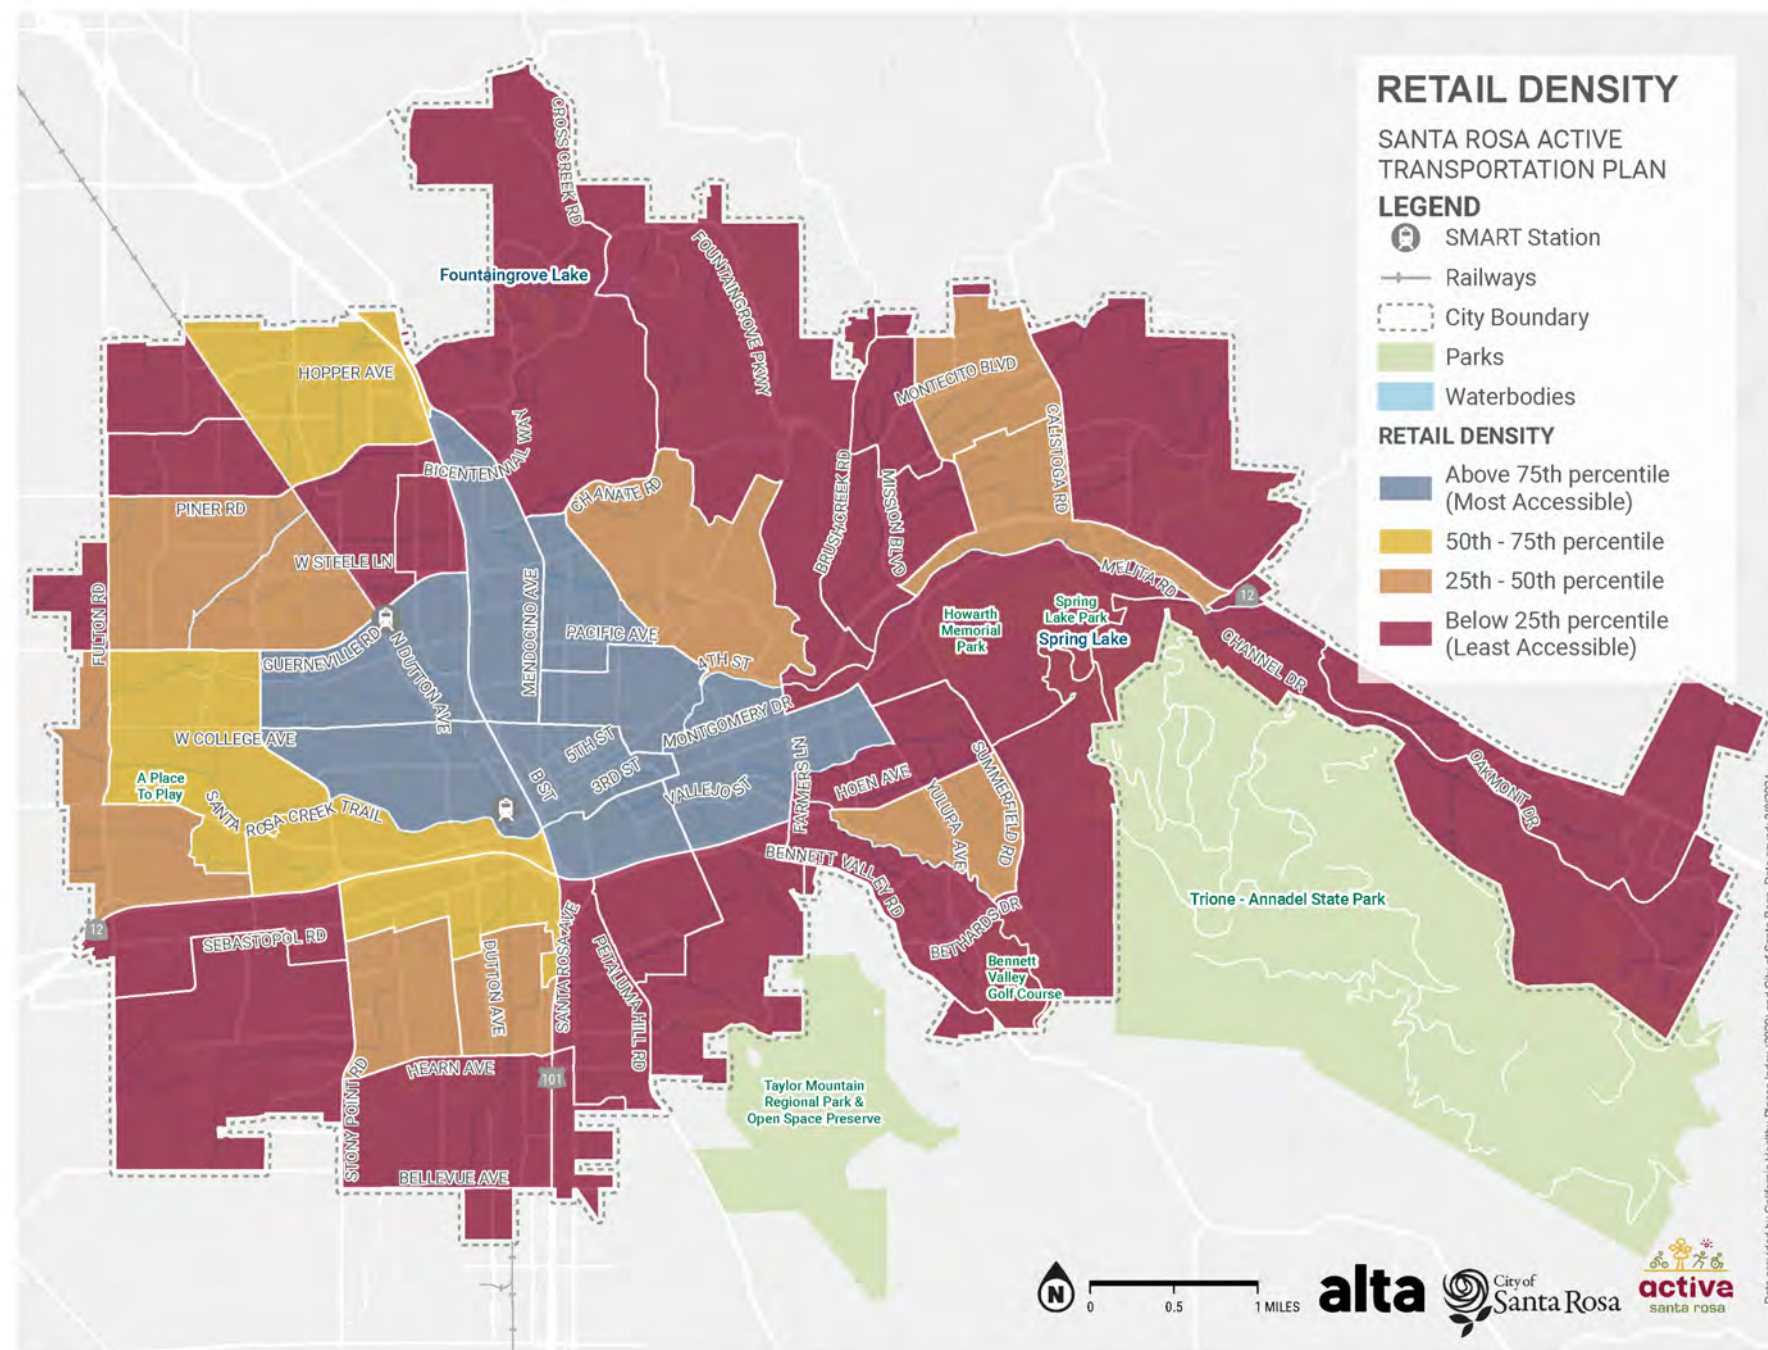 RETAIL DENSITY
SANTA ROSA ACTIVE
TRANSPORTATION PLAN
LEGEND
SMART Station
Railways
City Boundary
Parks
Waterbodies
RETAIL DENSITY
Above 75th percentile
(Most Accessible)
50th - 75th percentile
25th - 50th percentile
Below 25th percentile
(Least Accessible)
CROSS CREEK RD
FOUNTAINGROVE PKWY
Fountaingrove Lake
HOPPER AVE
MONTECITO BLVD
CALISTOGA RD
BICENTENNIAL WAY
CHANATE RD
BRUSH CREEK RD
MISSION BLVD
PINER RD
W STEELE LN
MELITA RD
12
FULTON RD
MENDOCINO AVE
PACIFIC AVE
Howarth
Memorial
Park
Spring
Lake Park
Spring Lake
GUERNEVILLE RD
N DUTTON AVE
4TH ST
CHANNEL DR
W COLLEGE AVE
MONTGOMERY DR
5TH ST
3RD ST
B ST
VALLEJO ST
FARMERS LN
HOEN AVE
SUMMERFIELD RD
YULUPA AVE
OAKMONT DR
A Place
To Play
SANTA ROSA CREEK TRAIL
BENNETT VALLEY RD
BETHARDS DR
Trione - Annadel State Park
12
SEBASTOPOL RD
DUTTON AVE
SANTA ROSA AVE
PETALUMA HILL RD
Bennett
Valley
Golf Course
STONY POINT RD
HEARN AVE
101
Taylor Mountain
Regional Park &
Open Space Preserve
BELLEVUE AVE
N
0 0.5 1 MILES
alta
City of
Santa Rosa
active
santa rosa